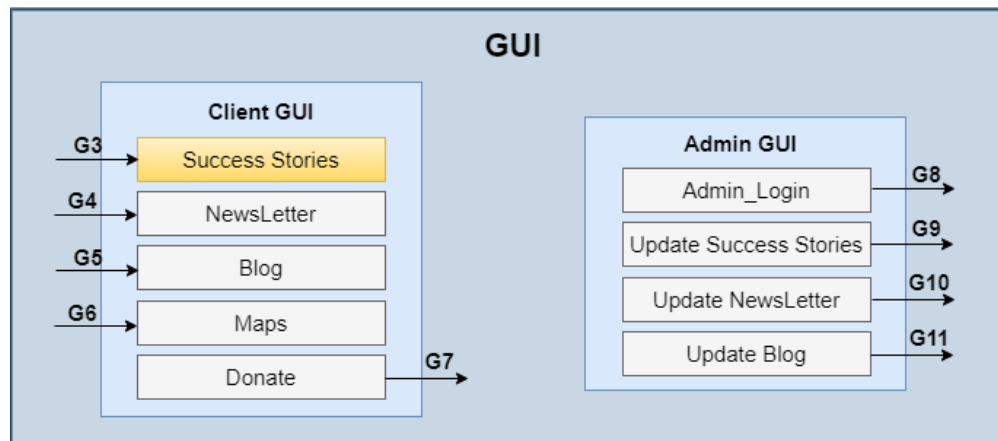 GUI
Client GUI
G3
Success Stories
G4
NewsLetter
G5
Blog
G6
Maps
Donate
G7
Admin GUI
Admin_Login
G8
Update Success Stories
G9
Update NewsLetter
G10
Update Blog
G11